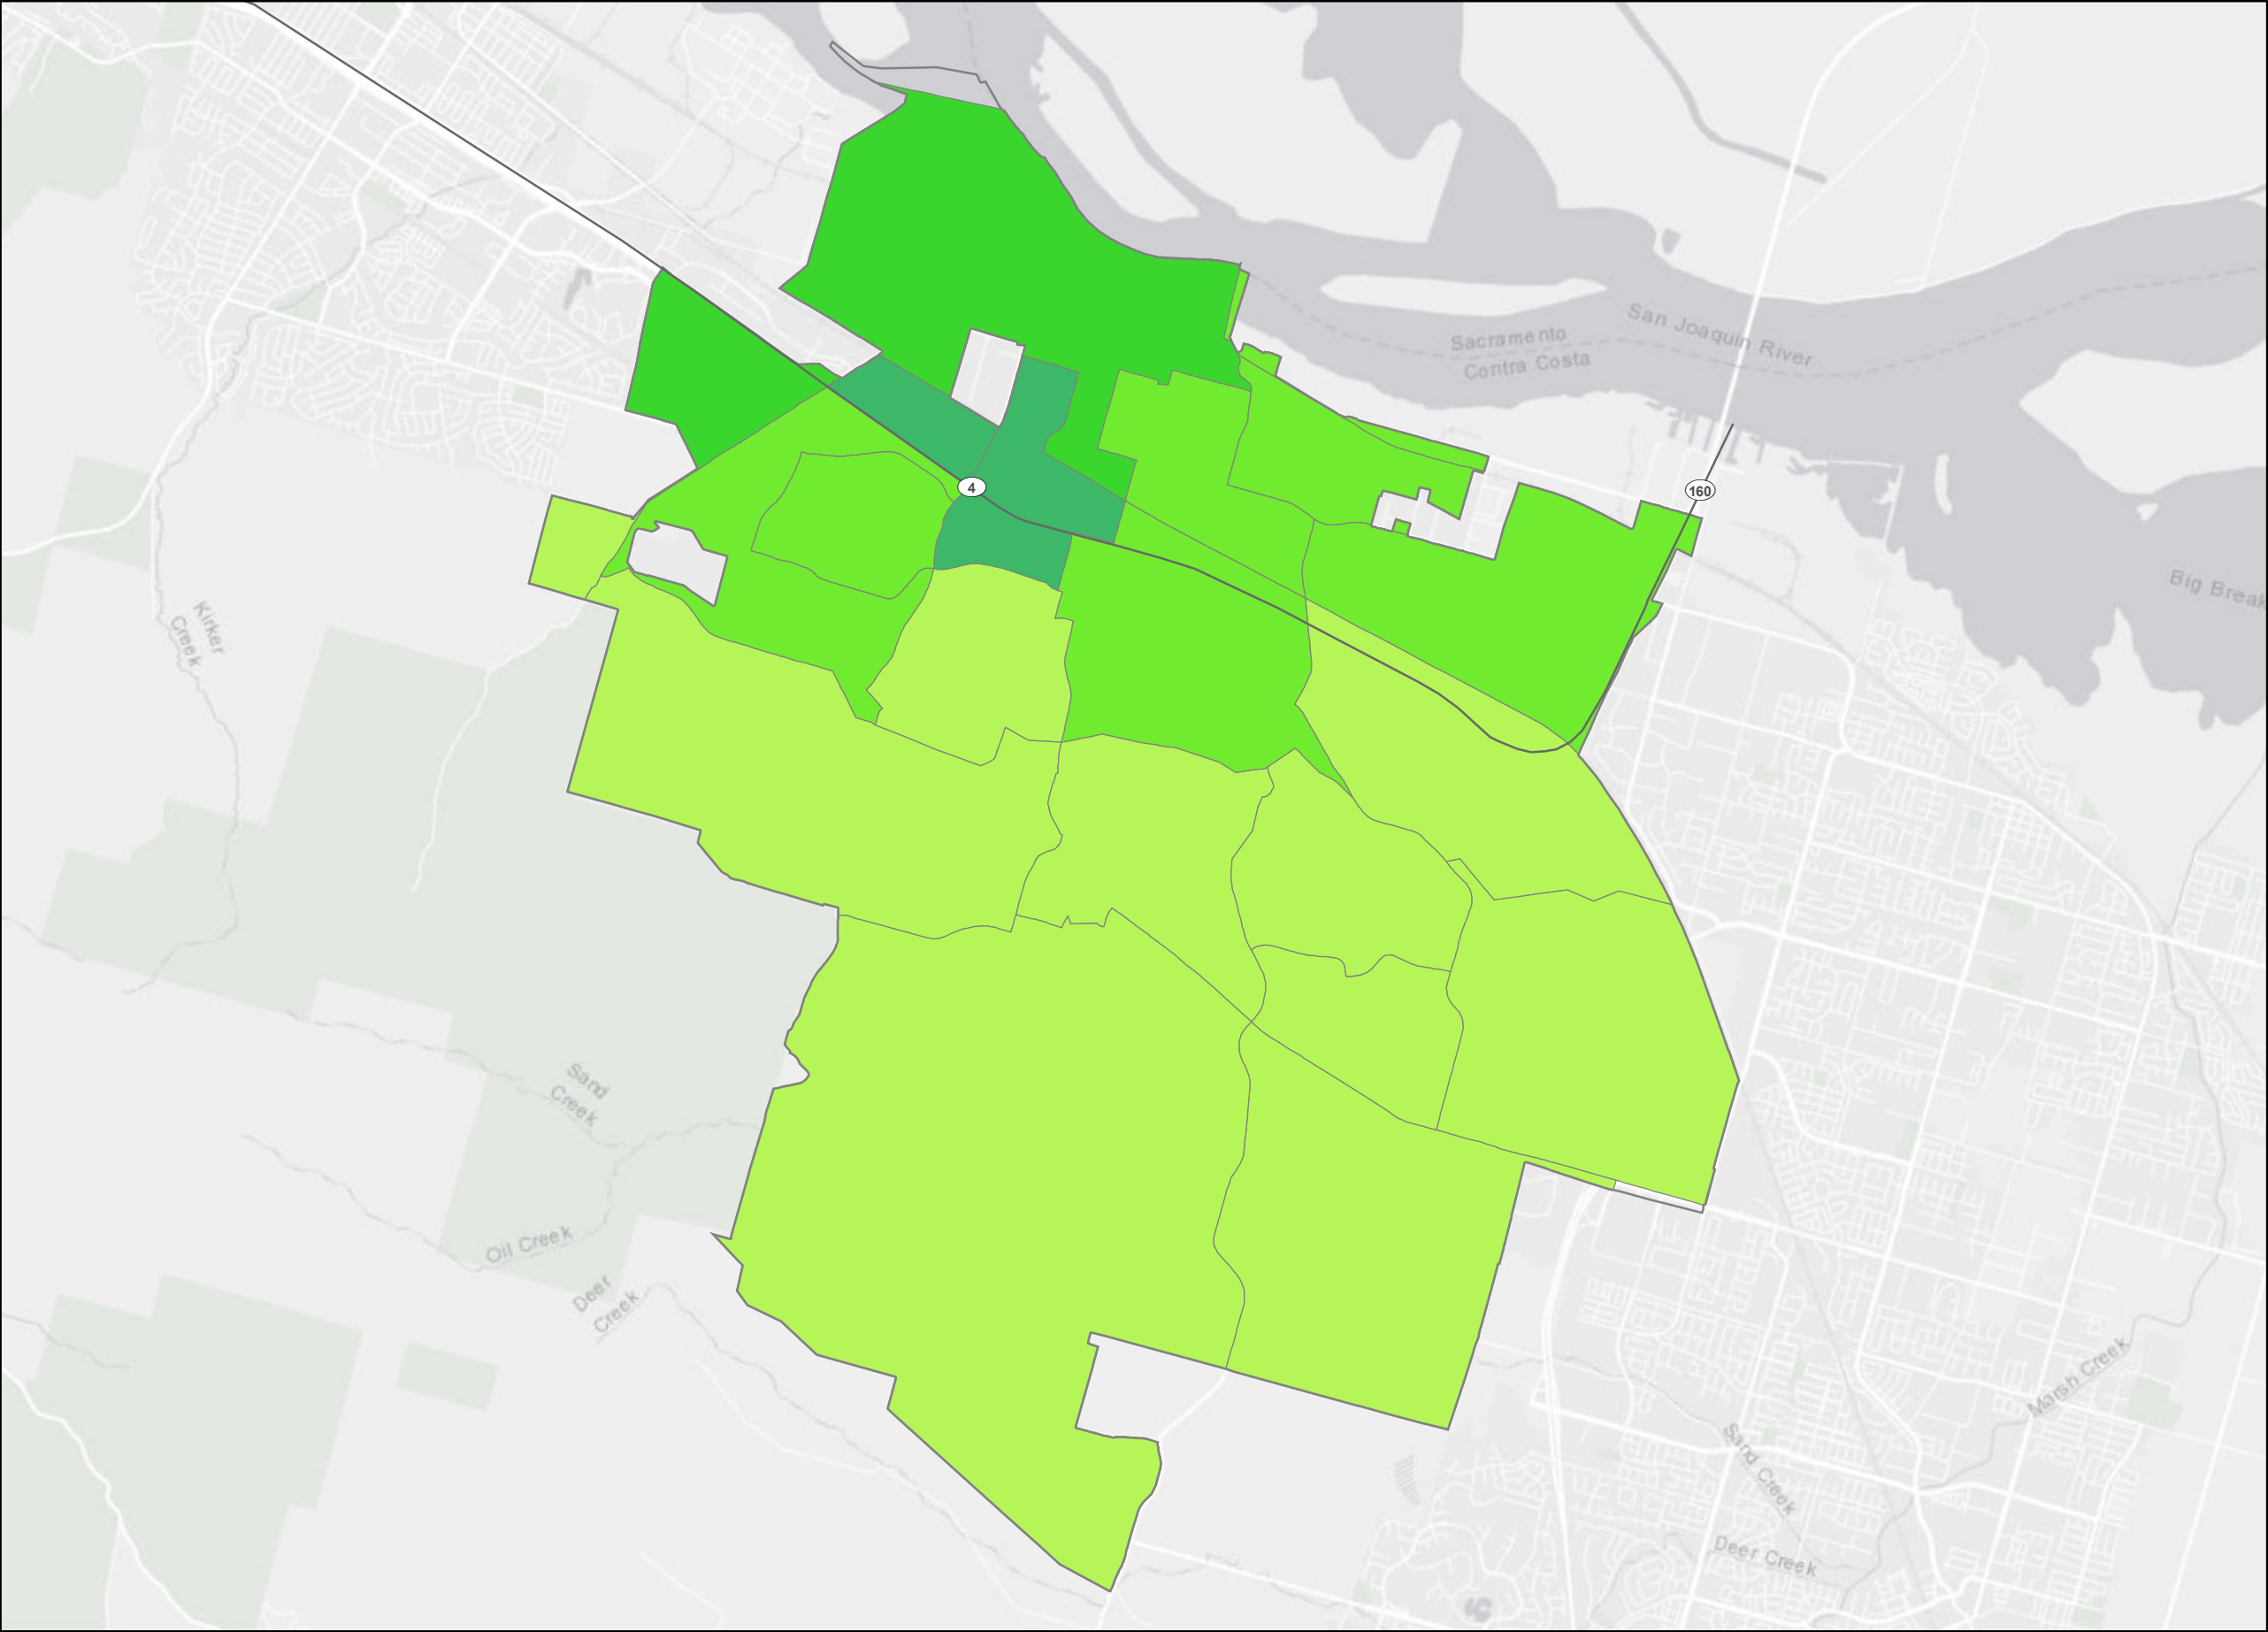 San Joaquin River
Sacramento
Contra Costa
4
160
Big Break
Kirker
Creek
Sand
Creek
Oil Creek
Deer
Creek
Marsh Creek
Sand Creek
Deer Creek